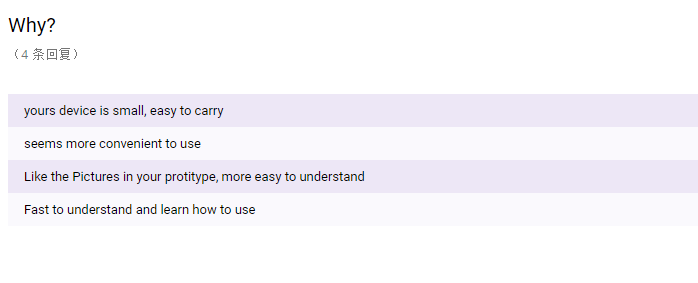 Why?
（4 条回复）
yours device is small, easy to carry
seems more convenient to use
Like the Pictures in your protitype, more easy to understand
Fast to understand and learn how to use